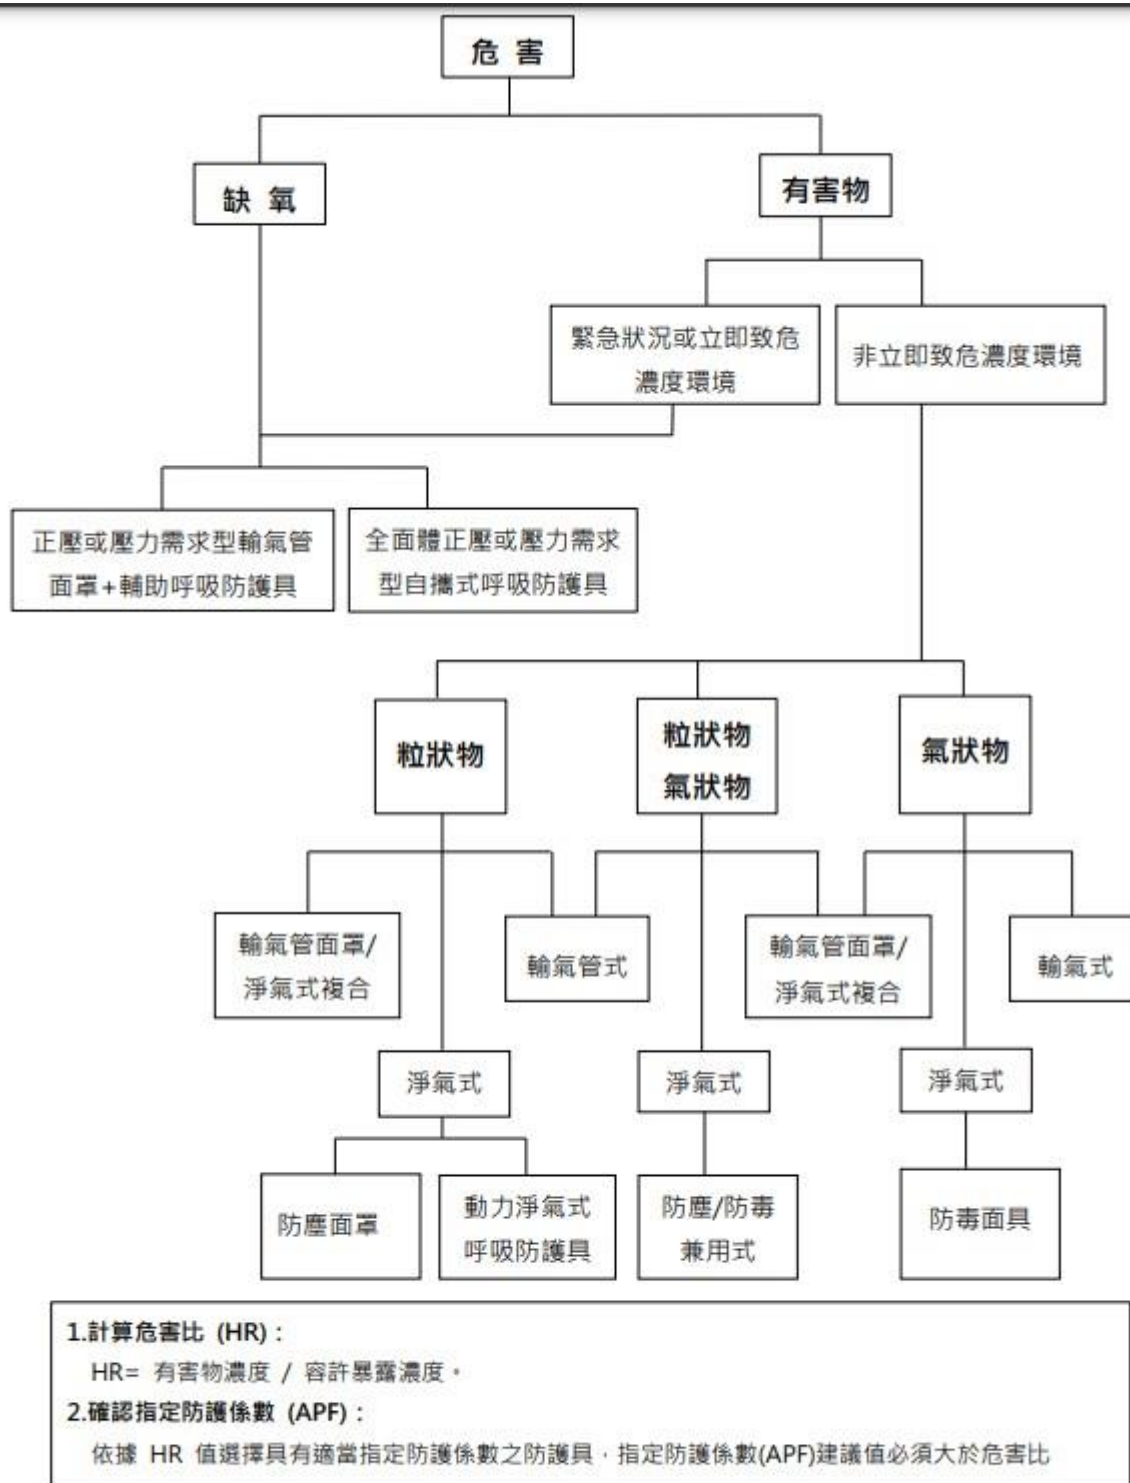 危 害
缺 氧
有害物
緊急狀況或立即致危
濃度環境
非立即致危濃度環境
正壓或壓力需求型輸氣管
面罩+輔助呼吸防護具
全面體正壓或壓力需求
型自攜式呼吸防護具
粒狀物
粒狀物
氣狀物
氣狀物
輸氣管面罩/
淨氣式複合
輸氣管式
輸氣管面罩/
淨氣式複合
輸氣式
淨氣式
淨氣式
淨氣式
防塵面罩
動力淨氣式
呼吸防護具
防塵/防毒
兼用式
防毒面具
1.計算危害比 (HR)：
HR= 有害物濃度 / 容許暴露濃度。
2.確認指定防護係數 (APF)：
依據 HR 值選擇具有適當指定防護係數之防護具，指定防護係數(APF)建議值必須大於危害比